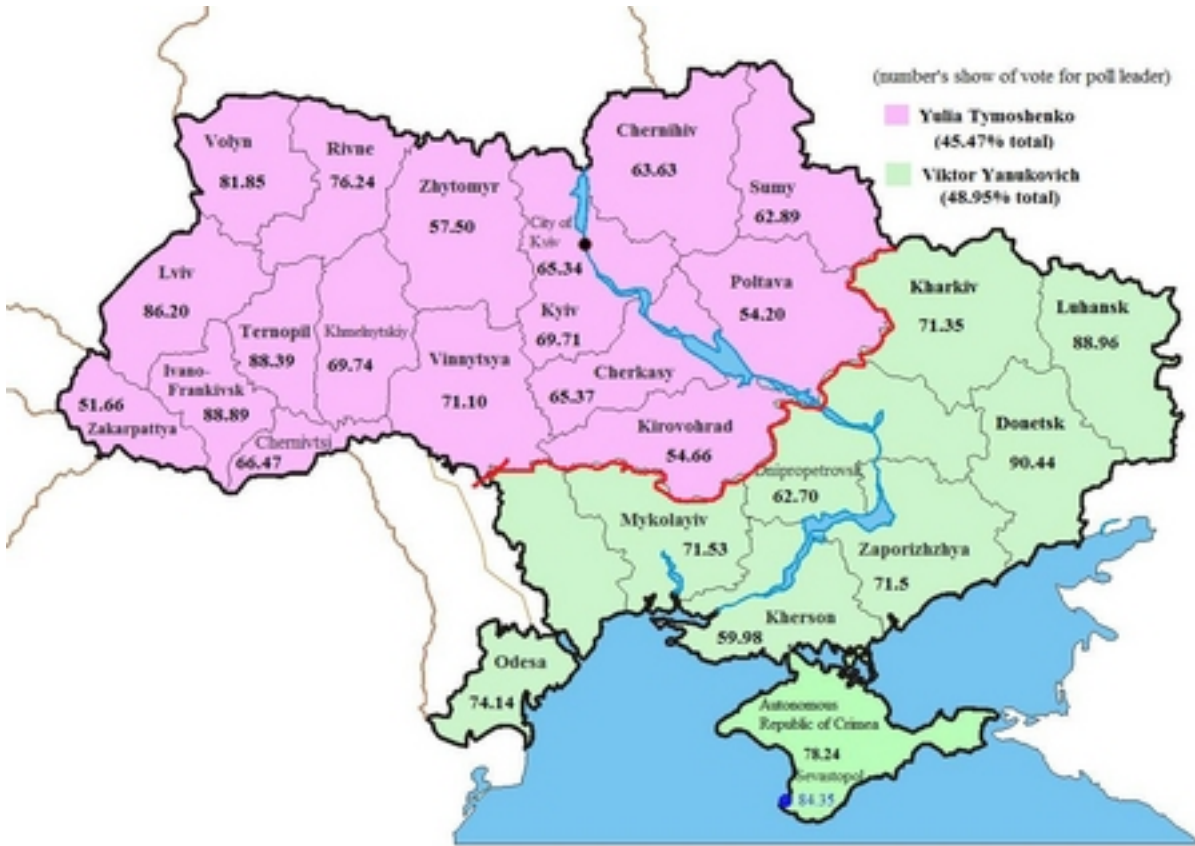 (number's show of vote for poll leader)
Yulia Tymoshenko
(45.47% total)
Viktor Yanukovich
(48.95% total)
Volyn
81.85
Rivne
76.24
Zhytomyr
57.50
Chernihiv
63.63
Sumy
62.89
City of
Kyiv
65.34
Lviv
86.20
Ternopil
88.39
Khmelnytskiy
69.74
Vinnytsya
71.10
Kyiv
69.71
Poltava
54.20
Kharkiv
71.35
Luhansk
88.96
Ivano-
Frankivsk
88.89
51.66
Zakarpattya
Chernivtsi
66.47
Cherkasy
65.37
Kirovohrad
54.66
Dnipropetrovsk
62.70
Donetsk
90.44
Mykolayiv
71.53
Zaporizhzhya
71.5
Kherson
59.98
Odesa
74.14
Autonomous
Republic of Crimea
78.24
Sevastopol
84.35